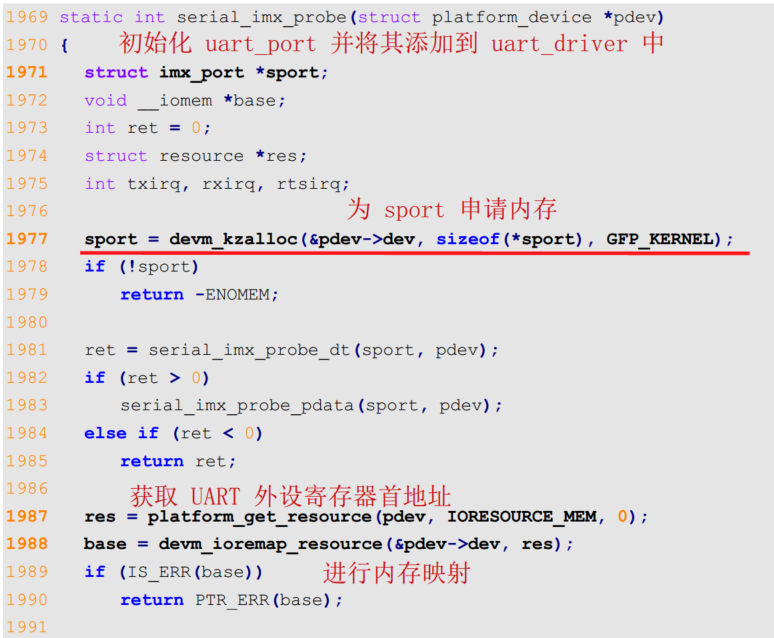 1969 static int serial_imx_probe(struct platform_device *pdev)
1970 { 初始化 uart_port 并将其添加到 uart_driver 中
1971 struct imx_port *sport;
1972 void __iomem *base;
1973 int ret = 0;
1974 struct resource *res;
1975 int txirq, rxirq, rtsirq;
1976 为 sport 申请内存
1977 sport = devm_kzalloc(&pdev->dev, sizeof(*sport), GFP_KERNEL);
1978 if (!sport)
1979 return -ENOMEM;
1980
1981 ret = serial_imx_probe_dt(sport, pdev);
1982 if (ret > 0)
1983 serial_imx_probe_pdata(sport, pdev);
1984 else if (ret < 0)
1985 return ret;
1986 获取 UART 外设寄存器首地址
1987 res = platform_get_resource(pdev, IORESOURCE_MEM, 0);
1988 base = devm_ioremap_resource(&pdev->dev, res);
1989 if (IS_ERR(base)) 进行内存映射
1990 return PTR_ERR(base);
1991